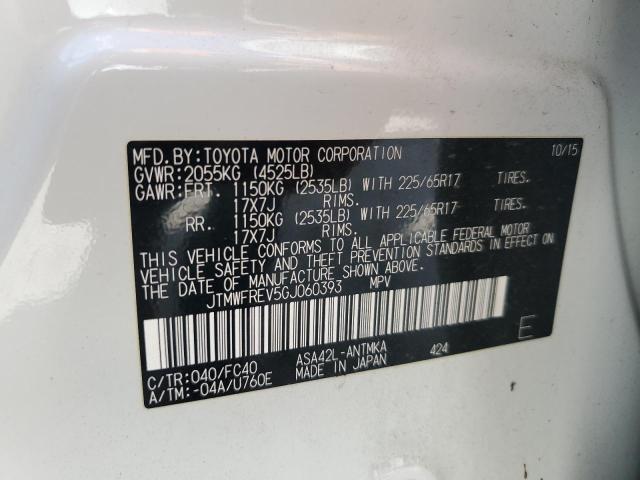 MFD.BY:TOYOTA MOTOR CORPORATION 10/15
GVWR:2055KG (4525LB)
GAWR:FRT. 1150KG (2535LB) WITH 225/65R17 TIRES.
17X7J RIMS.
RR. 1150KG (2535LB) WITH 225/65R17 TIRES.
17X7J RIMS.
THIS VEHICLE CONFORMS TO ALL APPLICABLE FEDERAL MOTOR
VEHICLE SAFETY AND THEFT PREVENTION STANDARDS IN EFFECT ON
THE DATE OF MANUFACTURE SHOWN ABOVE.
JTMWFREV5GJ060393 MPV
E
C/TR:040/FC40 ASA42L-ANTMKA 424
A/TM:-04A/U760E MADE IN JAPAN